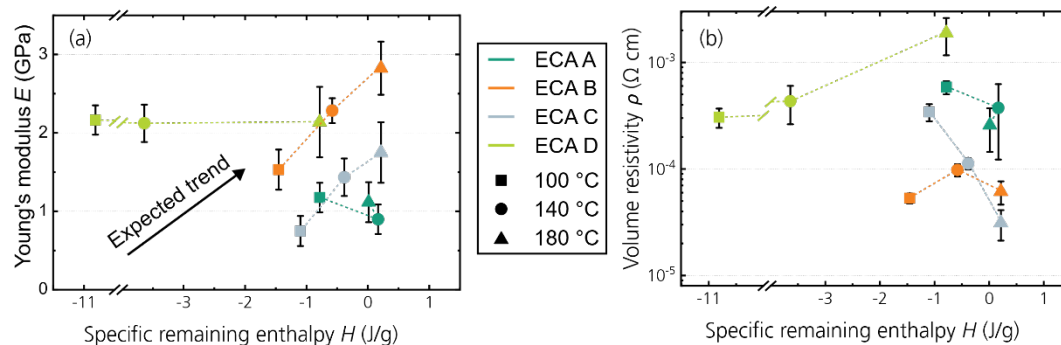 (a)
Young's modulus E (GPa)
3
2
1
0
Expected trend
-11
-2
-1
0
1
Specific remaining enthalpy H (J/g)
ECA A
ECA B
ECA C
ECA D
100 °C
140 °C
180 °C
(b)
Volume resistivity ρ (Ω cm)
10⁻³
10⁻⁴
10⁻⁵
-11
-4
-3
-2
-1
0
1
Specific remaining enthalpy H (J/g)